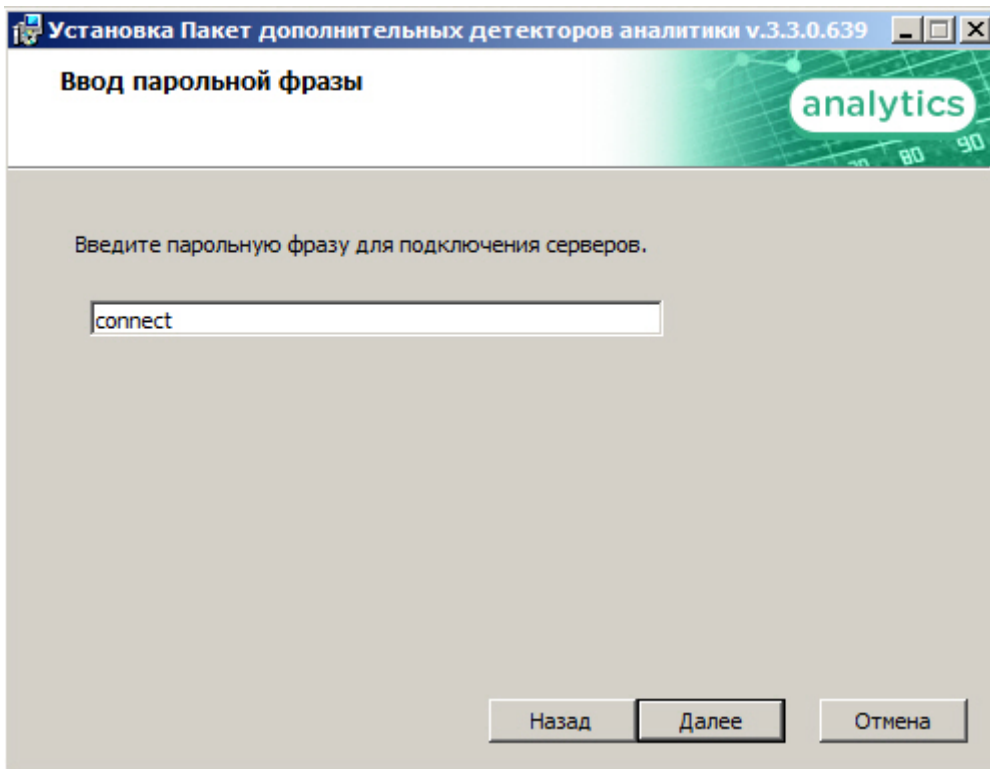 Установка Пакет дополнительных детекторов аналитики v.3.3.0.639
Ввод парольной фразы
analytics
80 90
Введите парольную фразу для подключения серверов.
connect
Назад Далее Отмена